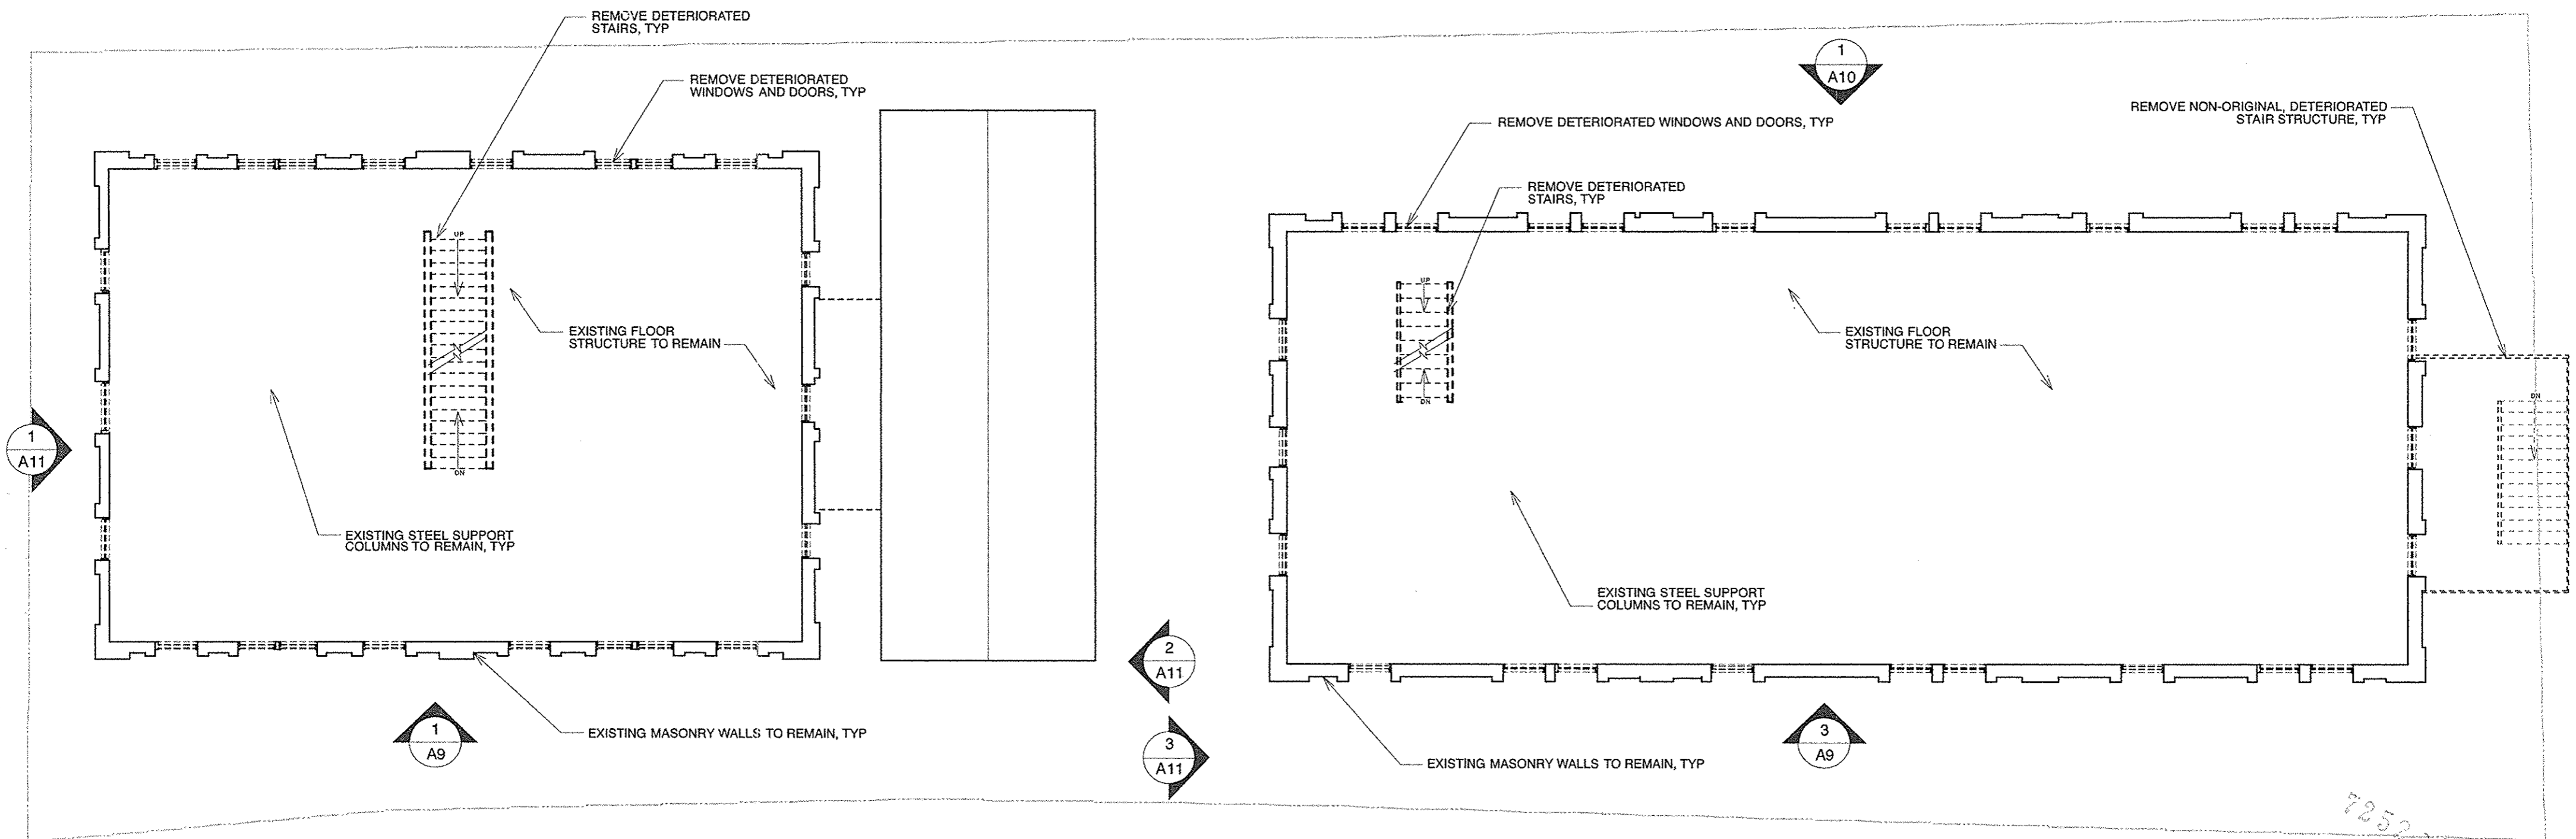 REMOVE DETERIORATED
STAIRS, TYP
REMOVE DETERIORATED
WINDOWS AND DOORS, TYP
UP
EXISTING FLOOR
STRUCTURE TO REMAIN
DN
EXISTING STEEL SUPPORT
COLUMNS TO REMAIN, TYP
1
A11
1
A9
EXISTING MASONRY WALLS TO REMAIN, TYP
2
A11
3
A11
1
A10
REMOVE DETERIORATED WINDOWS AND DOORS, TYP
REMOVE NON-ORIGINAL, DETERIORATED
STAIR STRUCTURE, TYP
REMOVE DETERIORATED
STAIRS, TYP
UP
EXISTING FLOOR
STRUCTURE TO REMAIN
DN
DN
EXISTING STEEL SUPPORT
COLUMNS TO REMAIN, TYP
3
A9
EXISTING MASONRY WALLS TO REMAIN, TYP